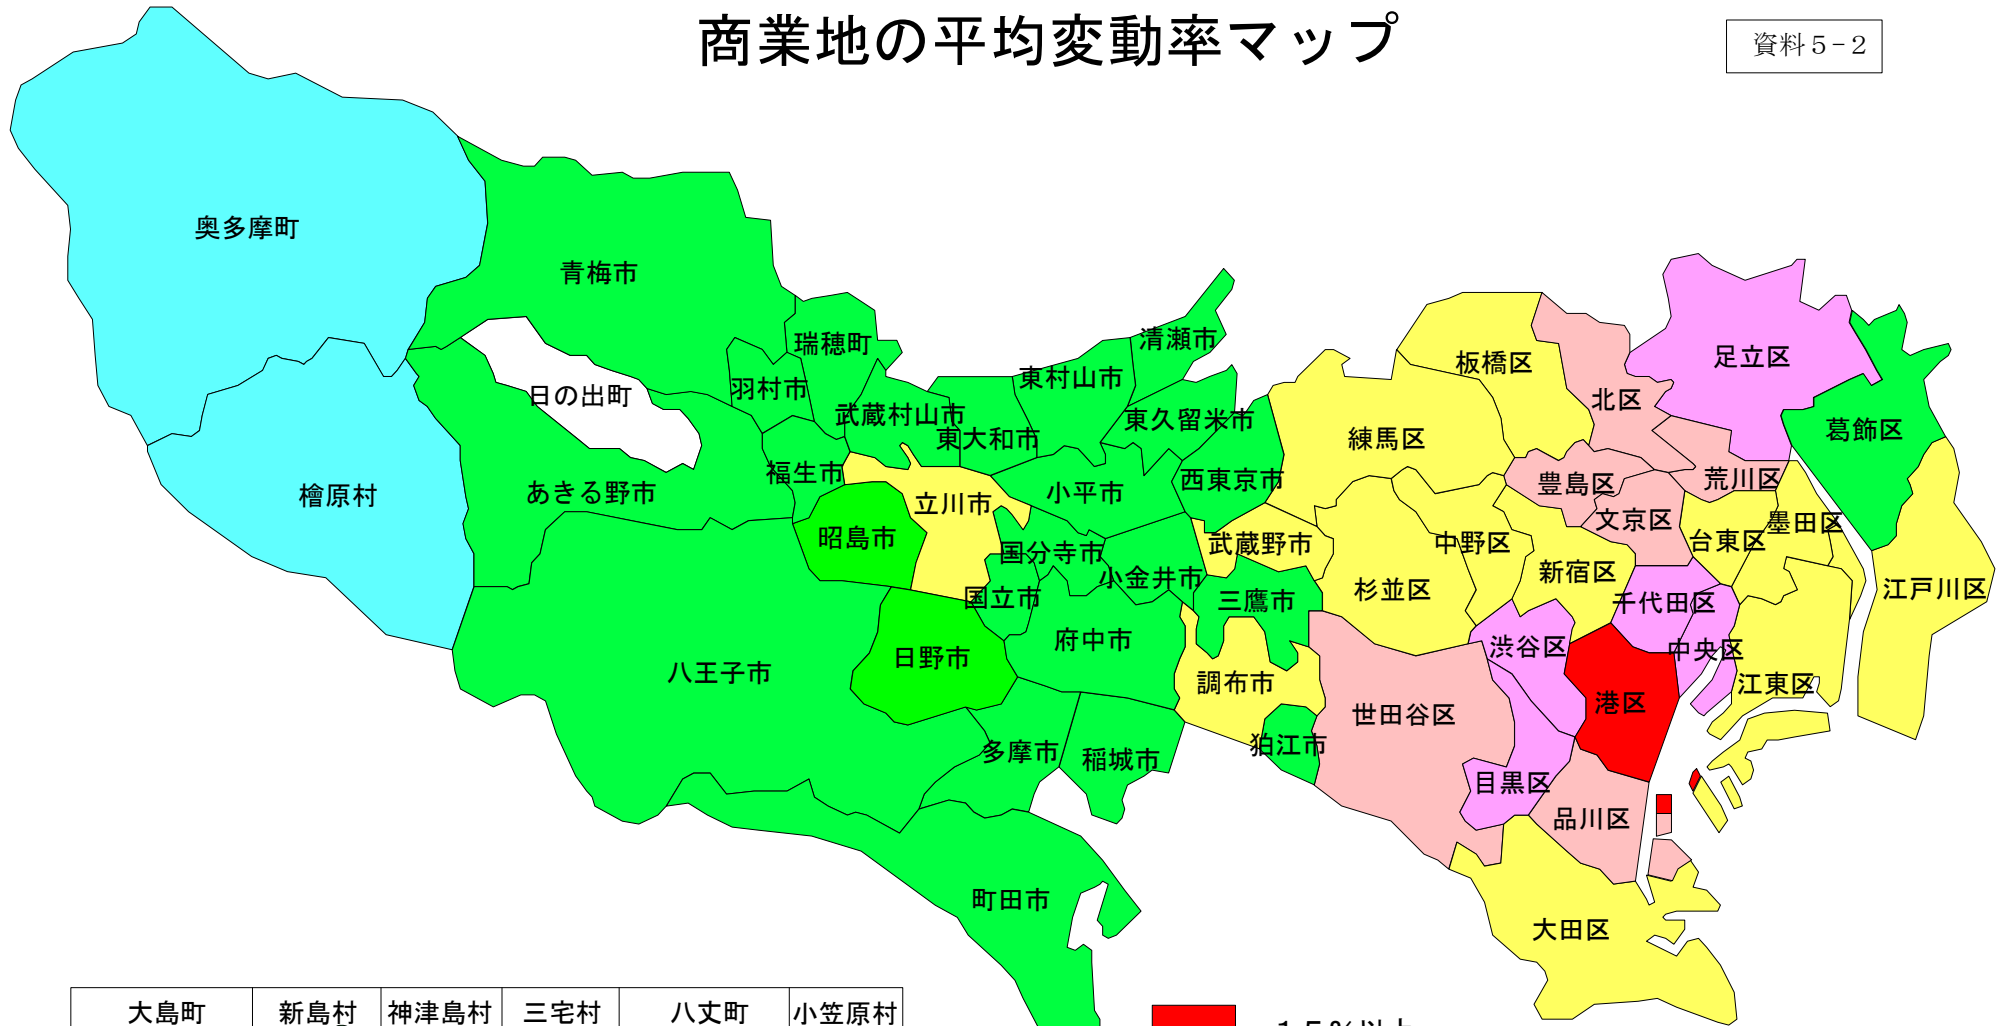 商業地の平均変動率マップ
資料5-2
奥多摩町
青梅市
瑞穂町
清瀬市
足立区
板橋区
東村山市
羽村市
日の出町
北区
武蔵村山市
東大和市
東久留米市
練馬区
葛飾区
福生市
西東京市
荒川区
豊島区
檜原村
あきる野市
立川市
小平市
文京区
墨田区
昭島市
国分寺市
武蔵野市
中野区
台東区
小金井市
新宿区
杉並区
江戸川区
国立市
三鷹市
千代田区
府中市
渋谷区
中央区
日野市
八王子市
調布市
江東区
世田谷区
港区
多摩市
稲城市
狛江市
目黒区
品川区
町田市
大田区
大島町
新島村
神津島村
三宅村
八丈町
小笠原村
15%以上